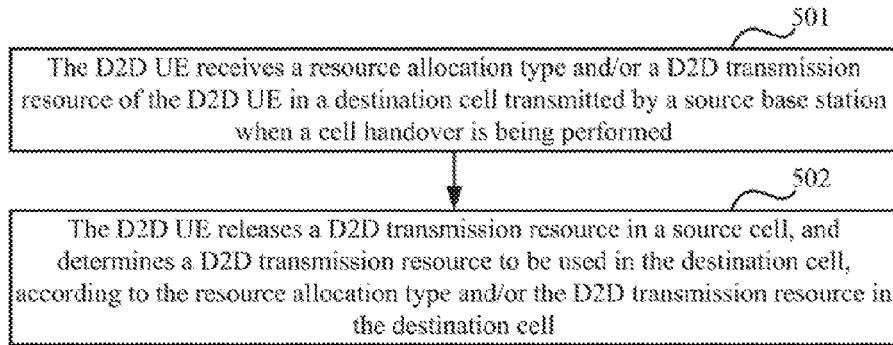 501
The D2D UE receives a resource allocation type and/or a D2D transmission
resource of the D2D UE in a destination cell transmitted by a source base station
when a cell handover is being performed
502
The D2D UE releases a D2D transmission resource in a source cell, and
determines a D2D transmission resource to be used in the destination cell,
according to the resource allocation type and/or the D2D transmission resource in
the destination cell